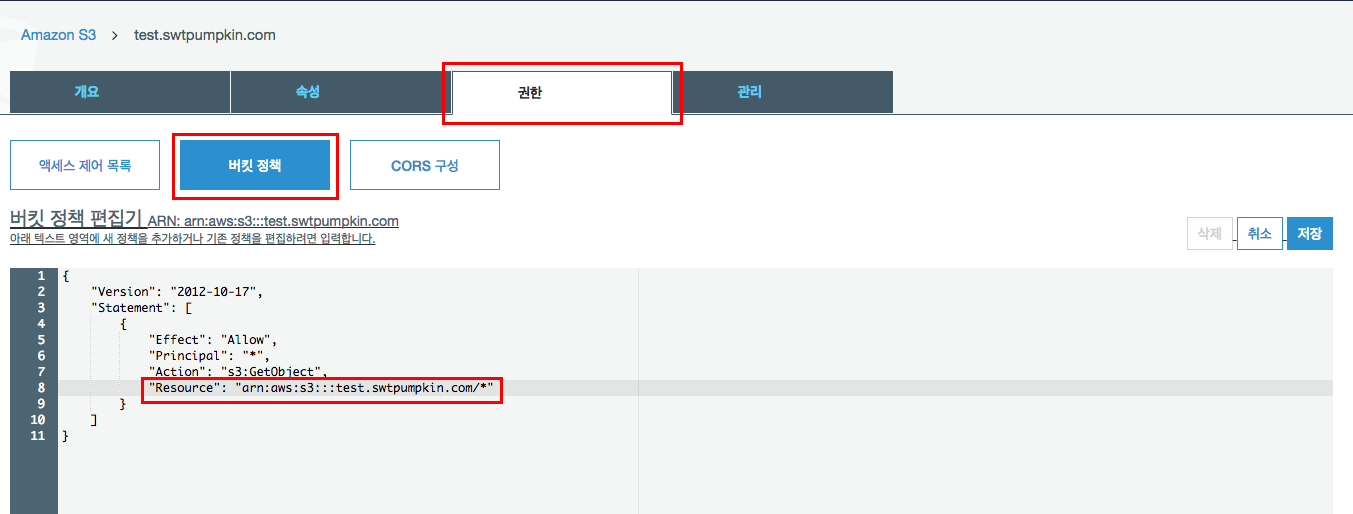 Amazon S3 > test.swtpumpkin.com
개요 속성 권한 관리
액세스 제어 목록 버킷 정책 CORS 구성
버킷 정책 편집기 ARN: arn:aws:s3:::test.swtpumpkin.com
아래 텍스트 영역에 새 정책을 추가하거나 기존 정책을 편집하려면 입력합니다.
삭제 취소 저장
1 {
2 "Version": "2012-10-17",
3 "Statement": [
4 {
5 "Effect": "Allow",
6 "Principal": "*",
7 "Action": "s3:GetObject",
8 "Resource": "arn:aws:s3:::test.swtpumpkin.com/*"
9 }
10 ]
11 }